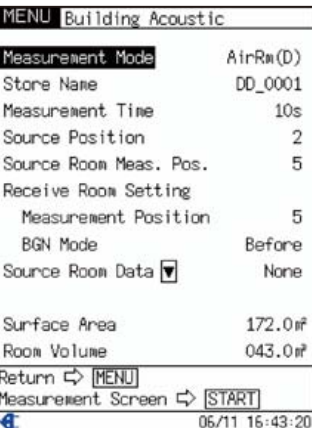 MENU Building Acoustic
Measurement Mode AirRm(D)
Store Name DD_0001
Measurement Time 10s
Source Position 2
Source Room Meas. Pos. 5
Receive Room Setting
Measurement Position 5
BGN Mode Before
Source Room Data ▼ None
Surface Area 172.0㎡
Room Volume 043.0㎥
Return ⇨ MENU
Measurement Screen ⇨ START
06/11 16:43:20